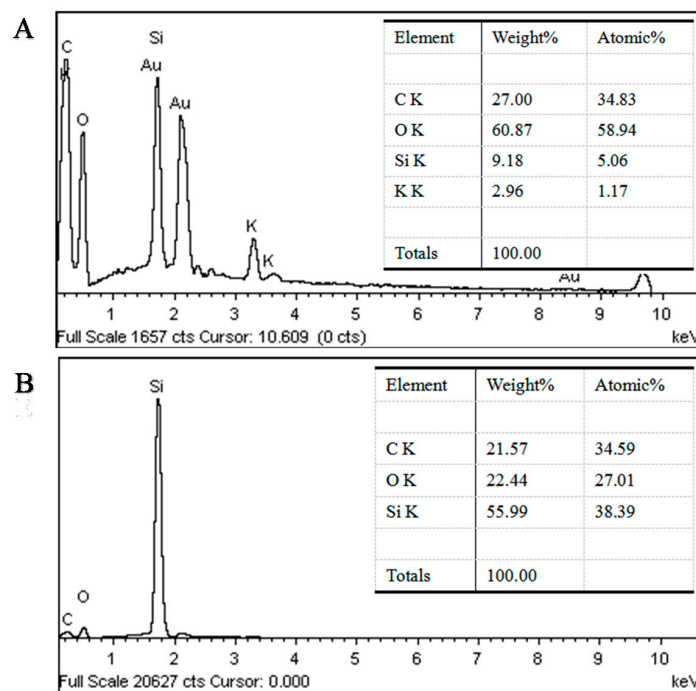 A
C
Si
Au
Au
O
K
K
Au
Element Weight% Atomic%
C K 27.00 34.83
O K 60.87 58.94
Si K 9.18 5.06
K K 2.96 1.17
Totals 100.00
1 2 3 4 5 6 7 8 9 10
Full Scale 1657 cts Cursor: 10.609 (0 cts) keV
B
Si
O
C
Element Weight% Atomic%
C K 21.57 34.59
O K 22.44 27.01
Si K 55.99 38.39
Totals 100.00
1 2 3 4 5 6 7 8 9 10
Full Scale 20627 cts Cursor: 0.000 keV